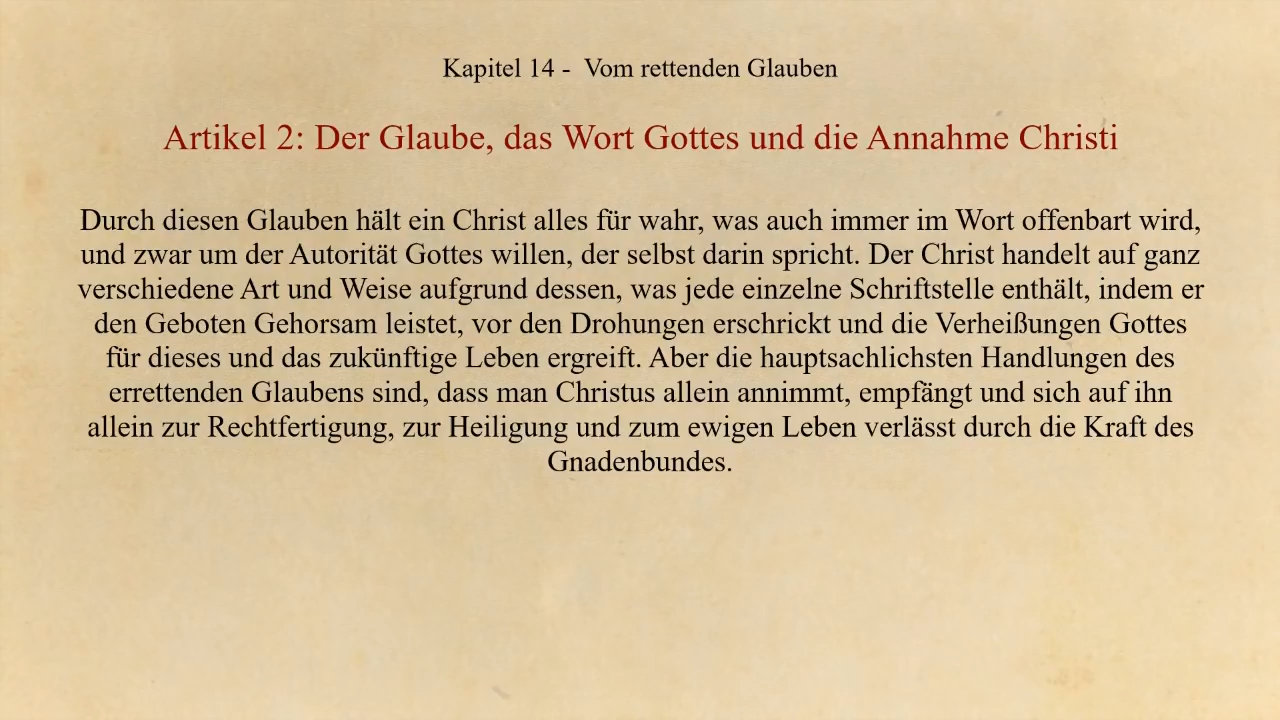 Kapitel 14 -  Vom rettenden Glauben
Artikel 2: Der Glaube, das Wort Gottes und die Annahme Christi
Durch diesen Glauben hält ein Christ alles für wahr, was auch immer im Wort offenbart wird,
und zwar um der Autorität Gottes willen, der selbst darin spricht. Der Christ handelt auf ganz
verschiedene Art und Weise aufgrund dessen, was jede einzelne Schriftstelle enthält, indem er
den Geboten Gehorsam leistet, vor den Drohungen erschrickt und die Verheißungen Gottes
für dieses und das zukünftige Leben ergreift. Aber die hauptsachlichsten Handlungen des
errettenden Glaubens sind, dass man Christus allein annimmt, empfängt und sich auf ihn
allein zur Rechtfertigung, zur Heiligung und zum ewigen Leben verlässt durch die Kraft des
Gnadenbundes.